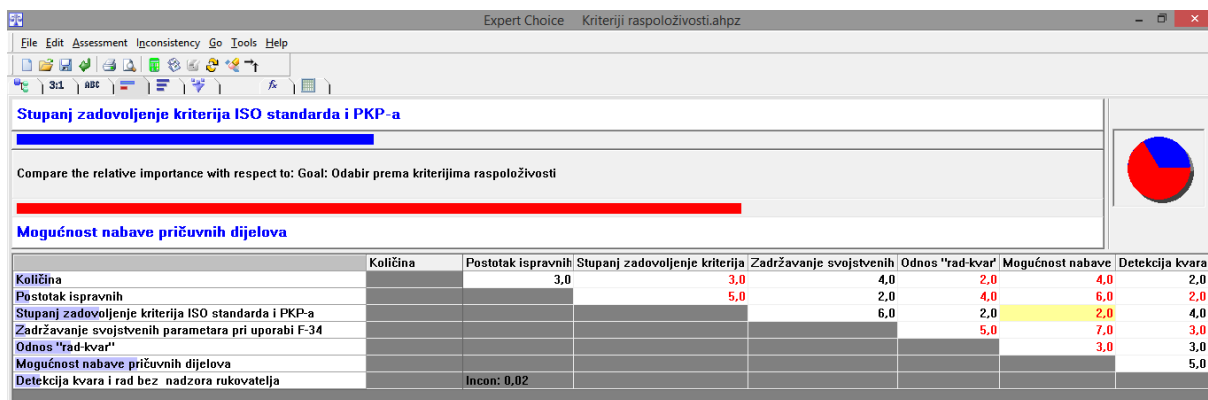 Expert Choice Kriteriji raspoloživosti.ahpz
File Edit Assessment Inconsistency Go Tools Help
3:1 ABC fx
Stupanj zadovoljenje kriterija ISO standarda i PKP-a
Compare the relative importance with respect to: Goal: Odabir prema kriterijima raspoloživosti
Mogućnost nabave pričuvnih dijelova
Količina Postotak ispravnih Stupanj zadovoljenje kriterija Zadržavanje svojstvenih Odnos "rad-kvar" Mogućnost nabave Detekcija kvara
Količina 3,0 3,0 4,0 2,0 4,0 2,0
Postotak ispravnih 5,0 2,0 4,0 6,0 2,0
Stupanj zadovoljenje kriterija ISO standarda i PKP-a 6,0 2,0 2,0 4,0
Zadržavanje svojstvenih parametara pri uporabi F-34 5,0 7,0 3,0
Odnos "rad-kvar" 3,0 3,0
Mogućnost nabave pričuvnih dijelova 5,0
Detekcija kvara i rad bez nadzora rukovatelja Incon: 0,02